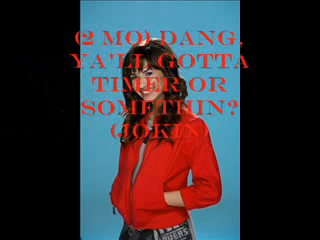 (2 MO) DANG,
YA'LL GOTTA
TIMER OR
SOMETHIN?
(JOKIN)